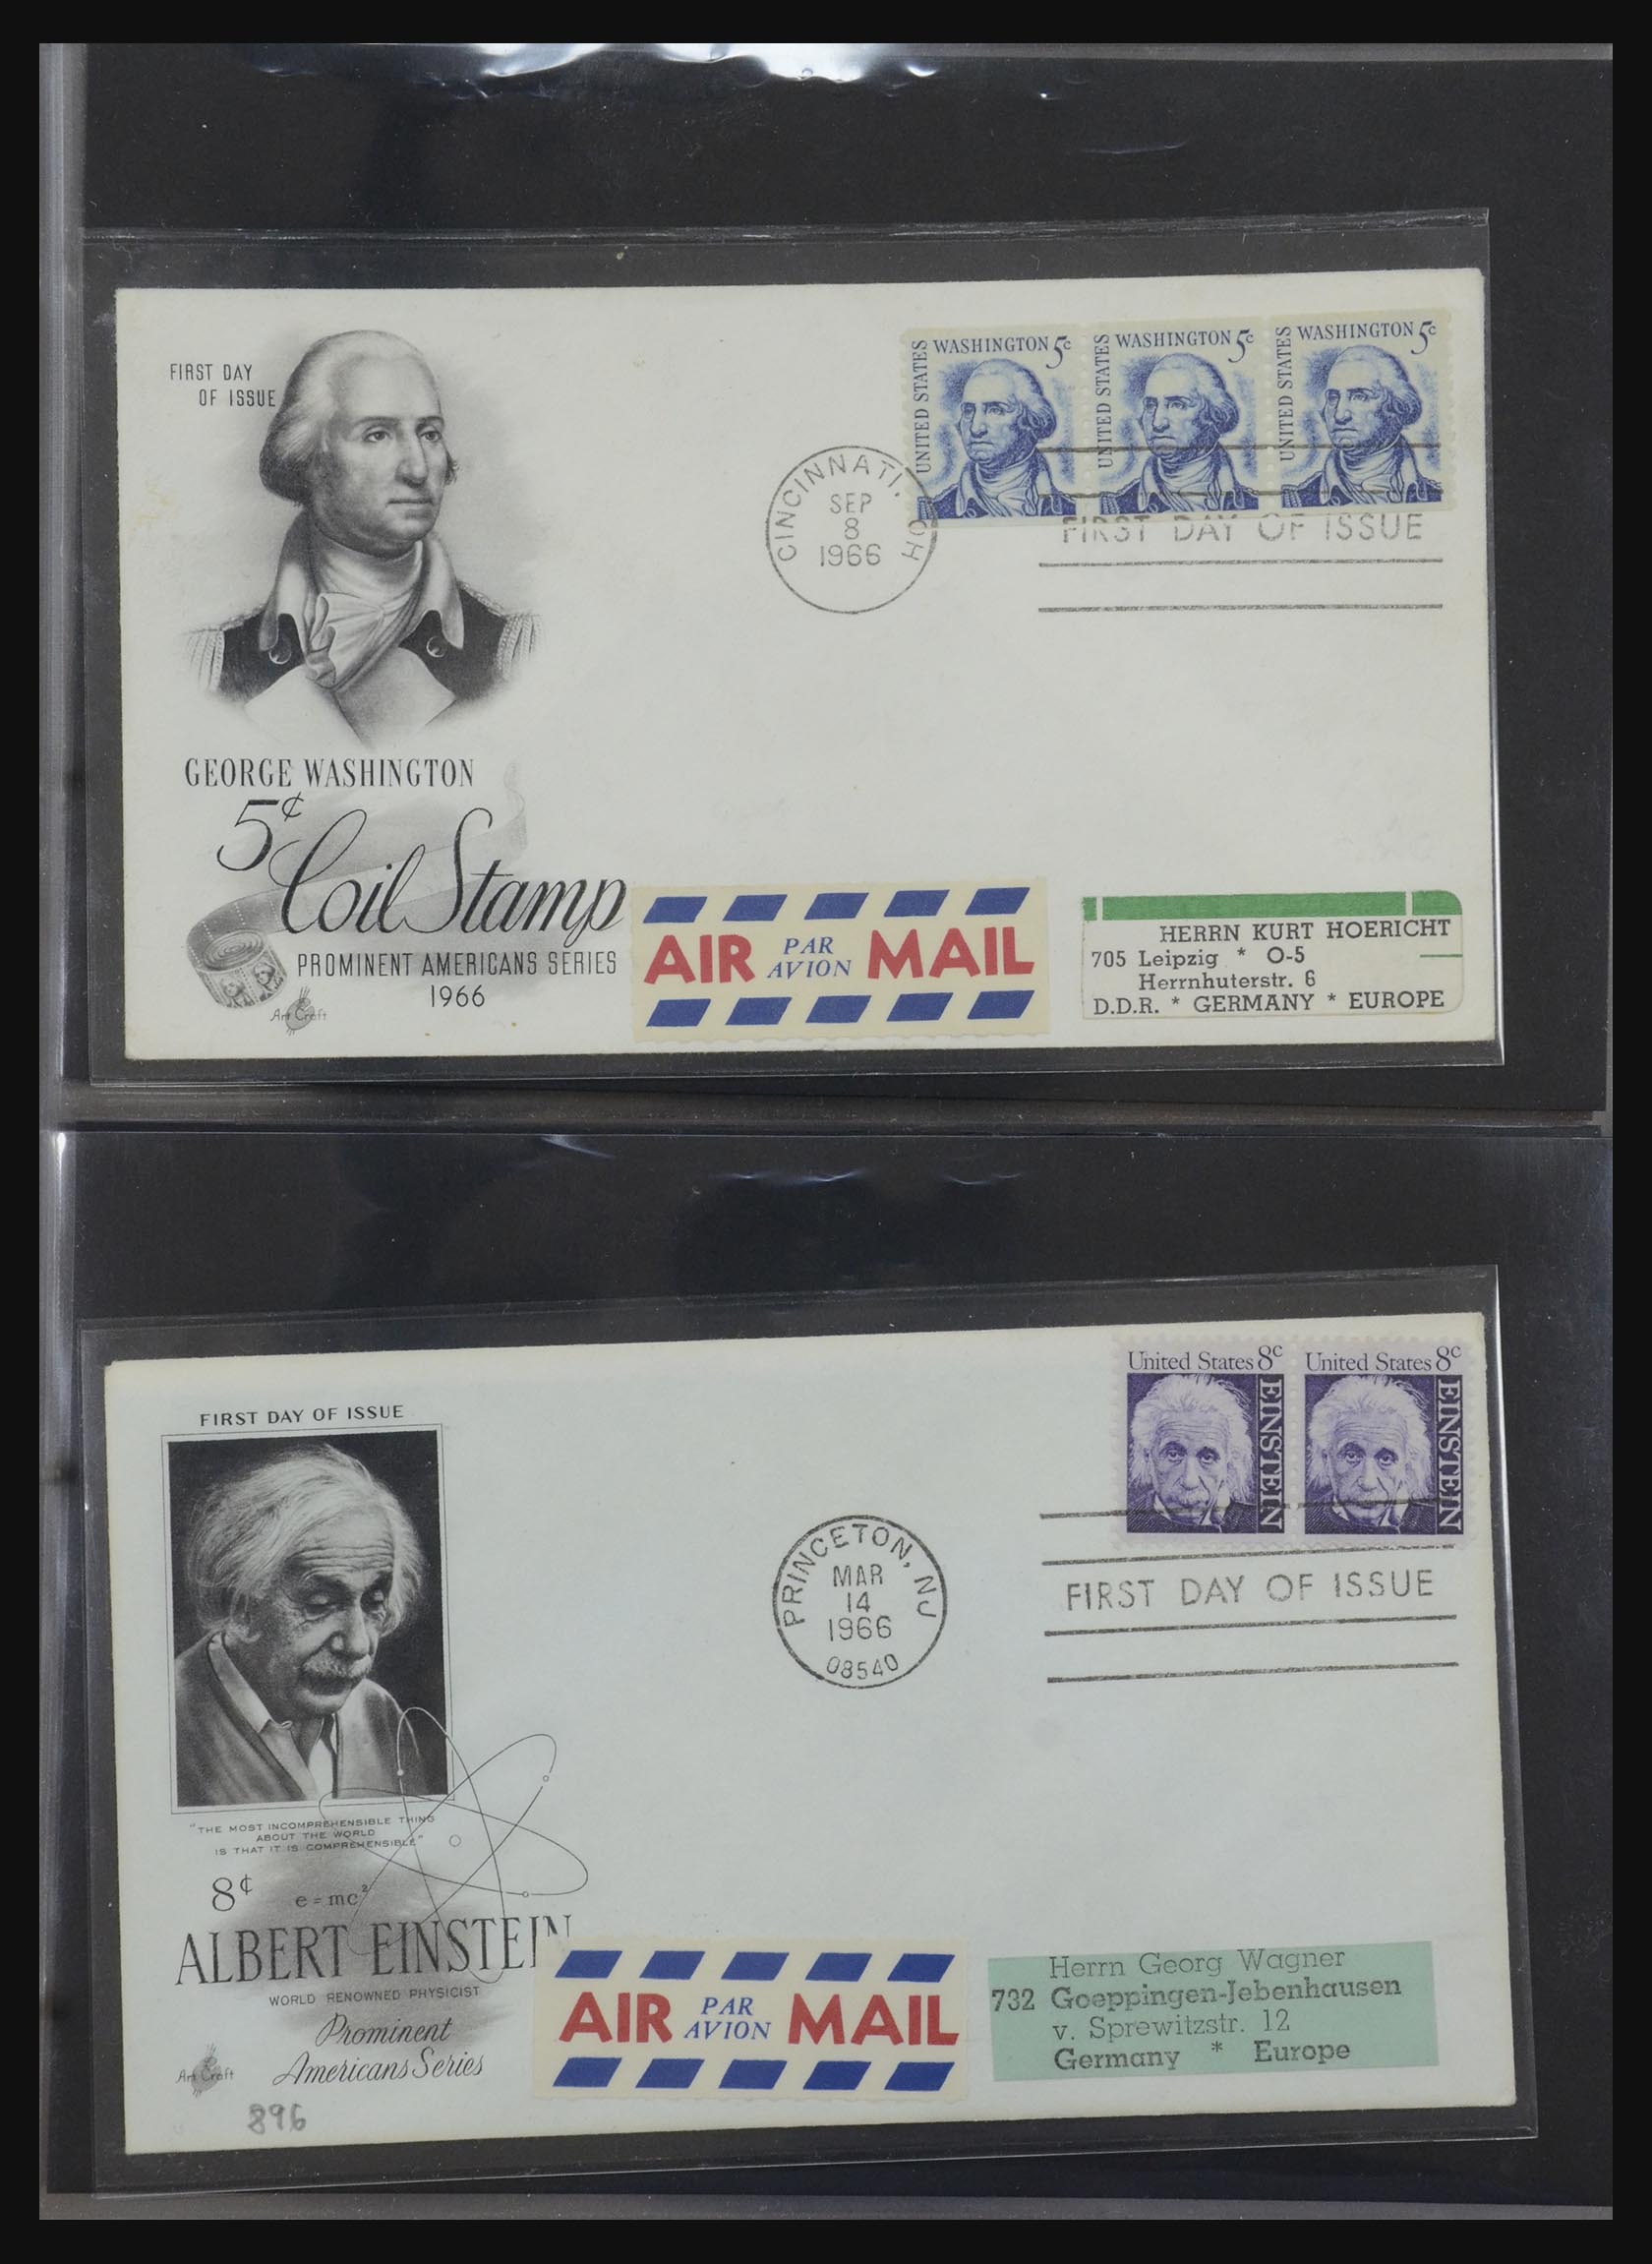 FIRST DAY
OF ISSUE
UNITED STATES
WASHINGTON 5c
UNITED STATES
WASHINGTON 5c
UNITED STATES
WASHINGTON 5c
CINCINNATI, OH
SEP
8
1966
FIRST DAY OF ISSUE
GEORGE WASHINGTON
5¢
Coil Stamp
PROMINENT AMERICANS SERIES
1966
Art Craft
AIR PAR AVION MAIL
HERRN KURT HOERICHT
705 Leipzig * O-5
Herrnhuterstr. 6
D.D.R. * GERMANY * EUROPE
United States 8c
EINSTEIN
United States 8c
EINSTEIN
FIRST DAY OF ISSUE
PRINCETON, NJ
MAR
14
1966
08540
FIRST DAY OF ISSUE
"THE MOST INCOMPREHENSIBLE THING
ABOUT THE WORLD
IS THAT IT IS COMPREHENSIBLE"
8¢ e=mc²
ALBERT EINSTEIN
WORLD RENOWNED PHYSICIST
Prominent
Americans Series
Art Craft
896
AIR PAR AVION MAIL
Herrn Georg Wagner
732 Goeppingen-Jebenhausen
v. Sprewitzstr. 12
Germany * Europe